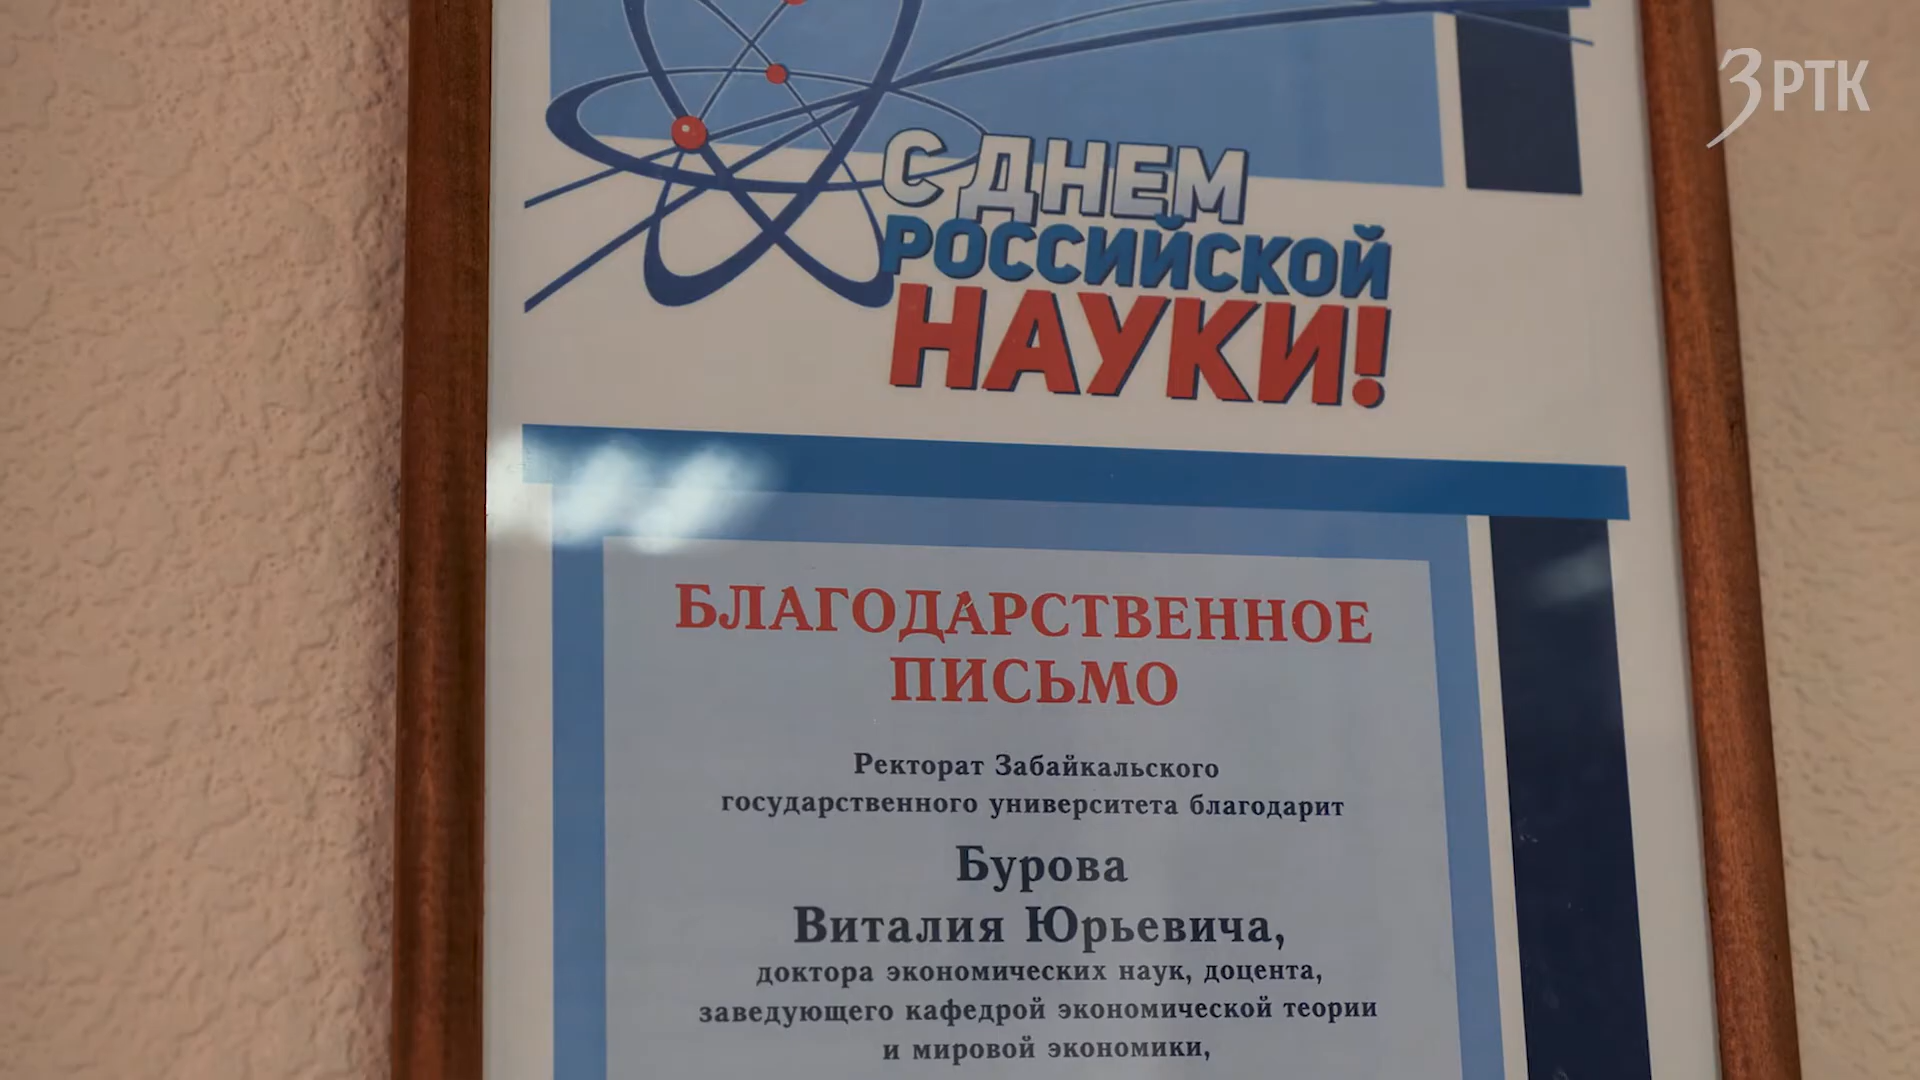 ЗРТК
С ДНЕМ
РОССИЙСКОЙ
НАУКИ!
БЛАГОДАРСТВЕННОЕ
ПИСЬМО
Ректорат Забайкальского
государственного университета благодарит
Бурова
Виталия Юрьевича,
доктора экономических наук, доцента,
заведующего кафедрой экономической теории
и мировой экономики,